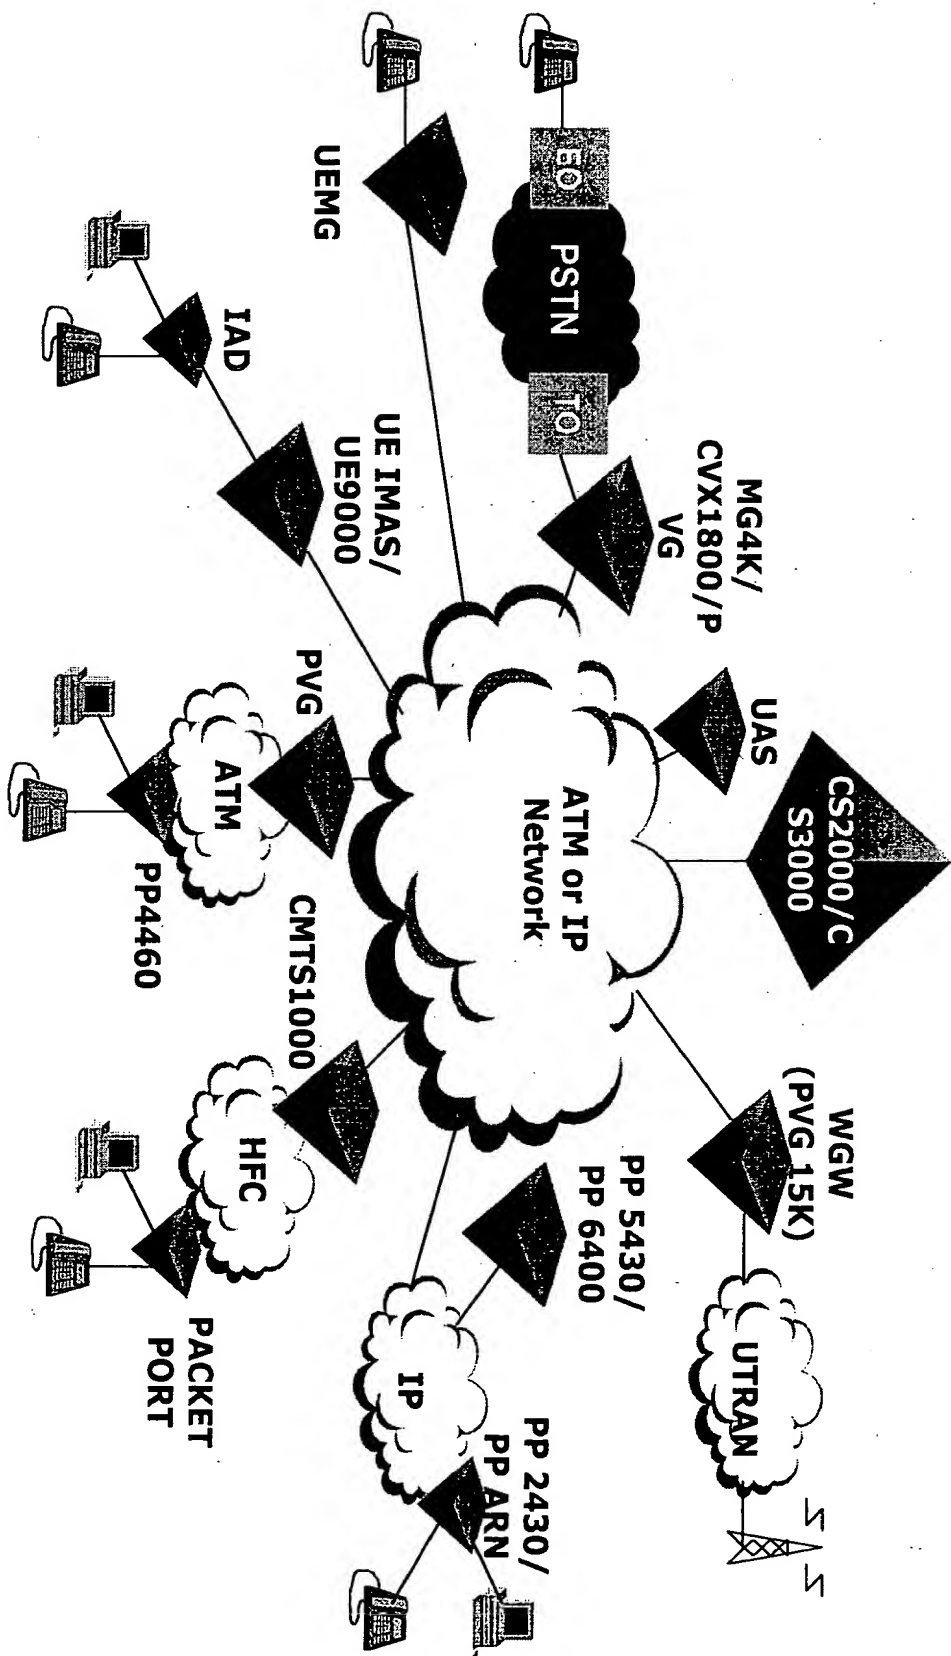 CS2000/C
S3000
UAS
WGW
(PVG 15K)
MG4K/
CVX1800/P
VG
EO
PSTN
TO
UTRAN
ATM or IP
Network
PP 5430/
PP 6400
UEMG
UE IMAS/
UE9000
IP
PP 2430/
PP ARN
IAD
PVG
CMTS1000
ATM
HFC
PP4460
PACKET
PORT